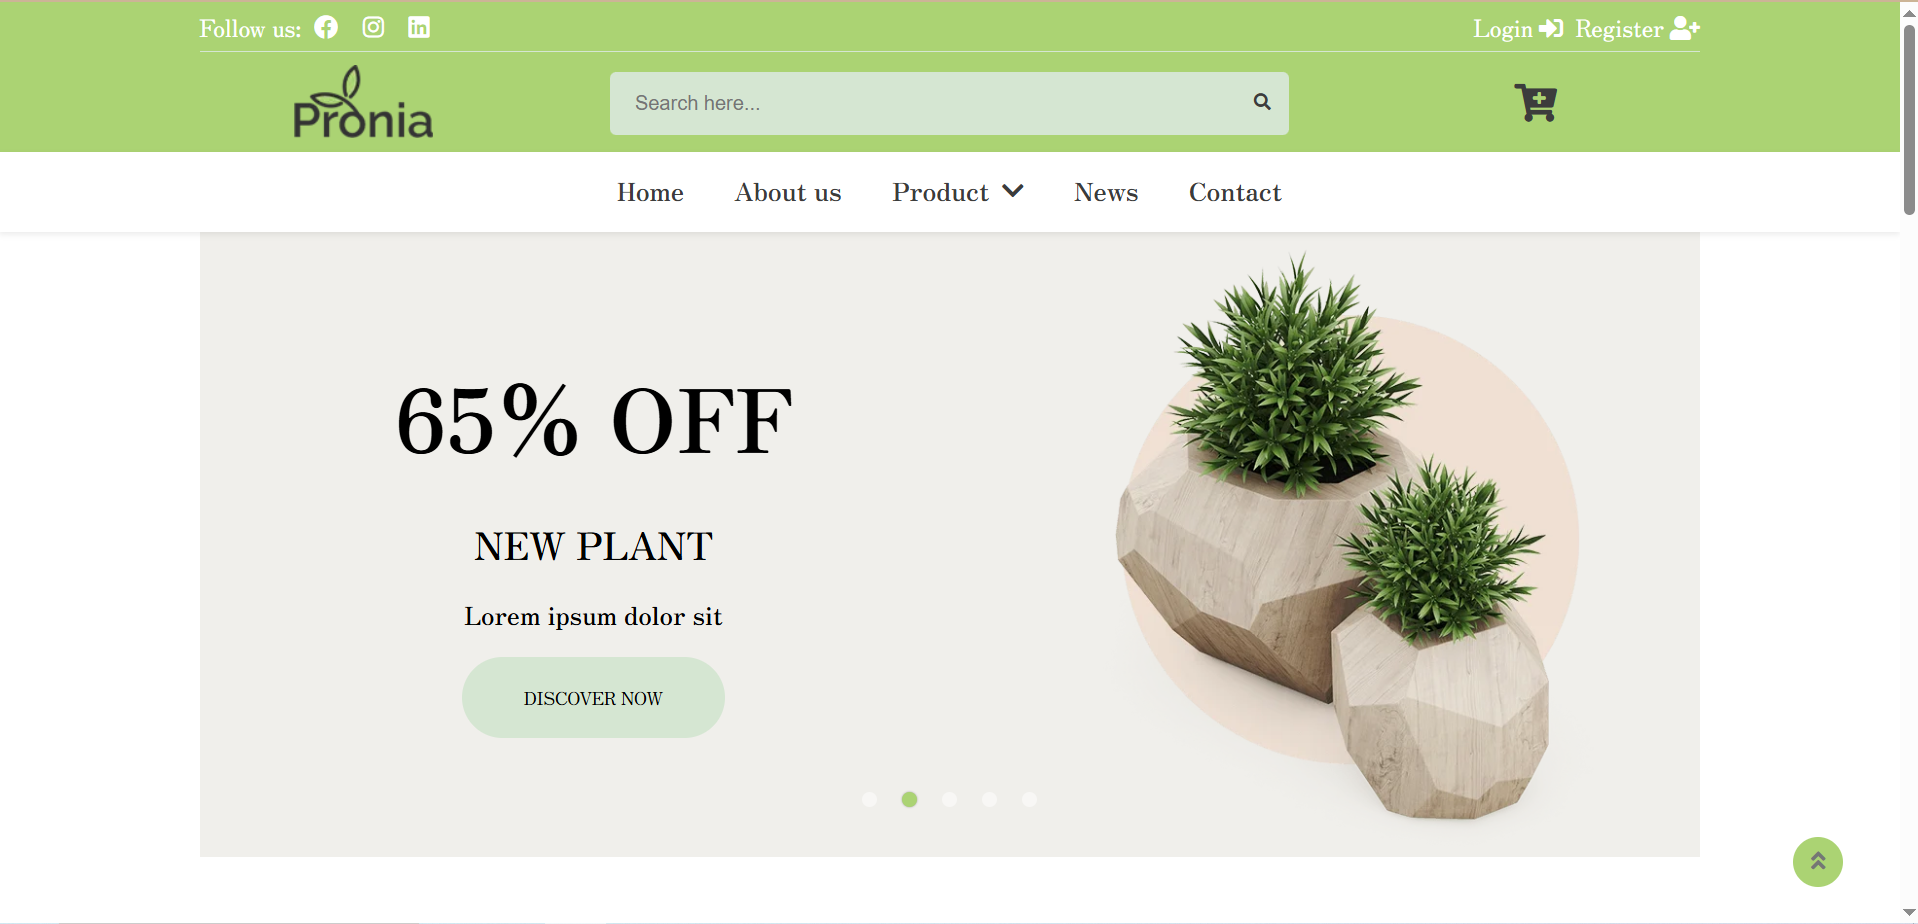 Follow us:
Login Register
Pronia
Search here...
Home About us Product News Contact
65% OFF
NEW PLANT
Lorem ipsum dolor sit
DISCOVER NOW